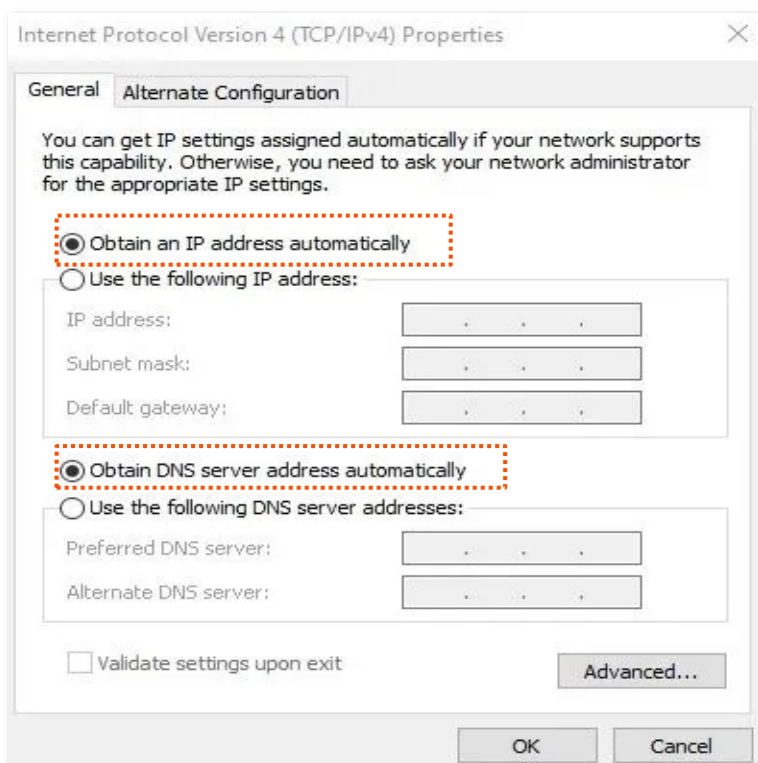 Internet Protocol Version 4 (TCP/IPv4) Properties
General
Alternate Configuration
You can get IP settings assigned automatically if your network supports
this capability. Otherwise, you need to ask your network administrator
for the appropriate IP settings.
Obtain an IP address automatically
Use the following IP address:
IP address:
Subnet mask:
Default gateway:
Obtain DNS server address automatically
Use the following DNS server addresses:
Preferred DNS server:
Alternate DNS server:
Validate settings upon exit
Advanced...
OK
Cancel